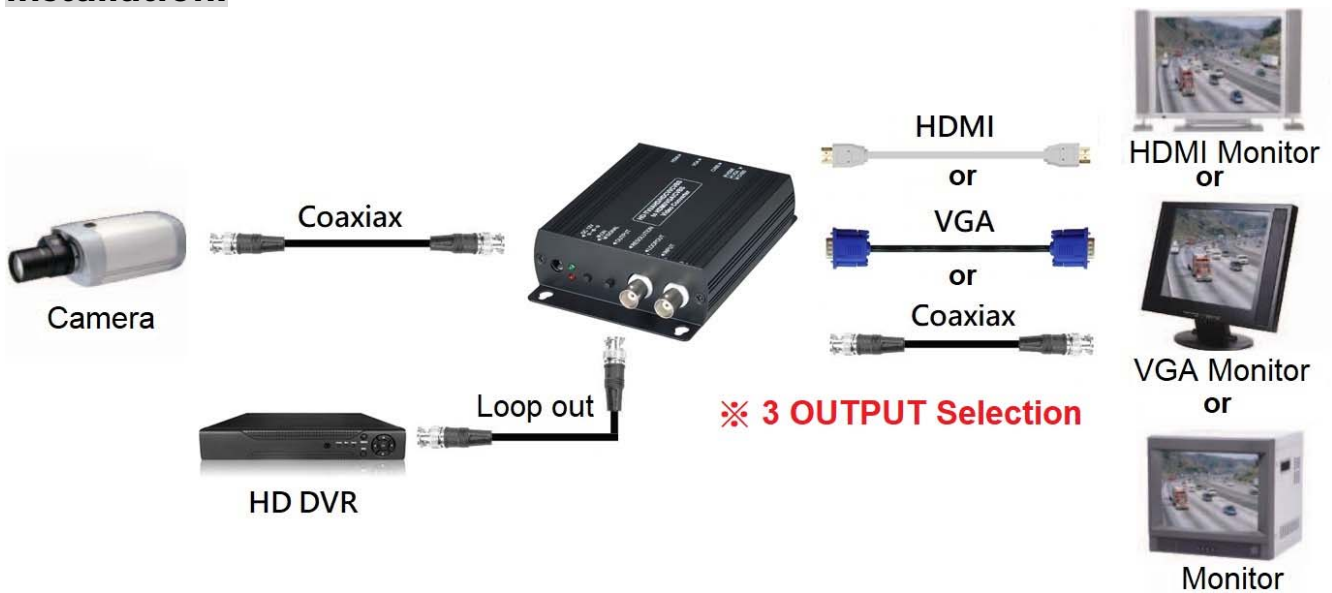 Installation:
HDMI
HDMI Monitor
or
or
Coaxiax
VGA
Camera
or
Coaxiax
VGA Monitor
or
Loop out
※ 3 OUTPUT Selection
HD DVR
Monitor